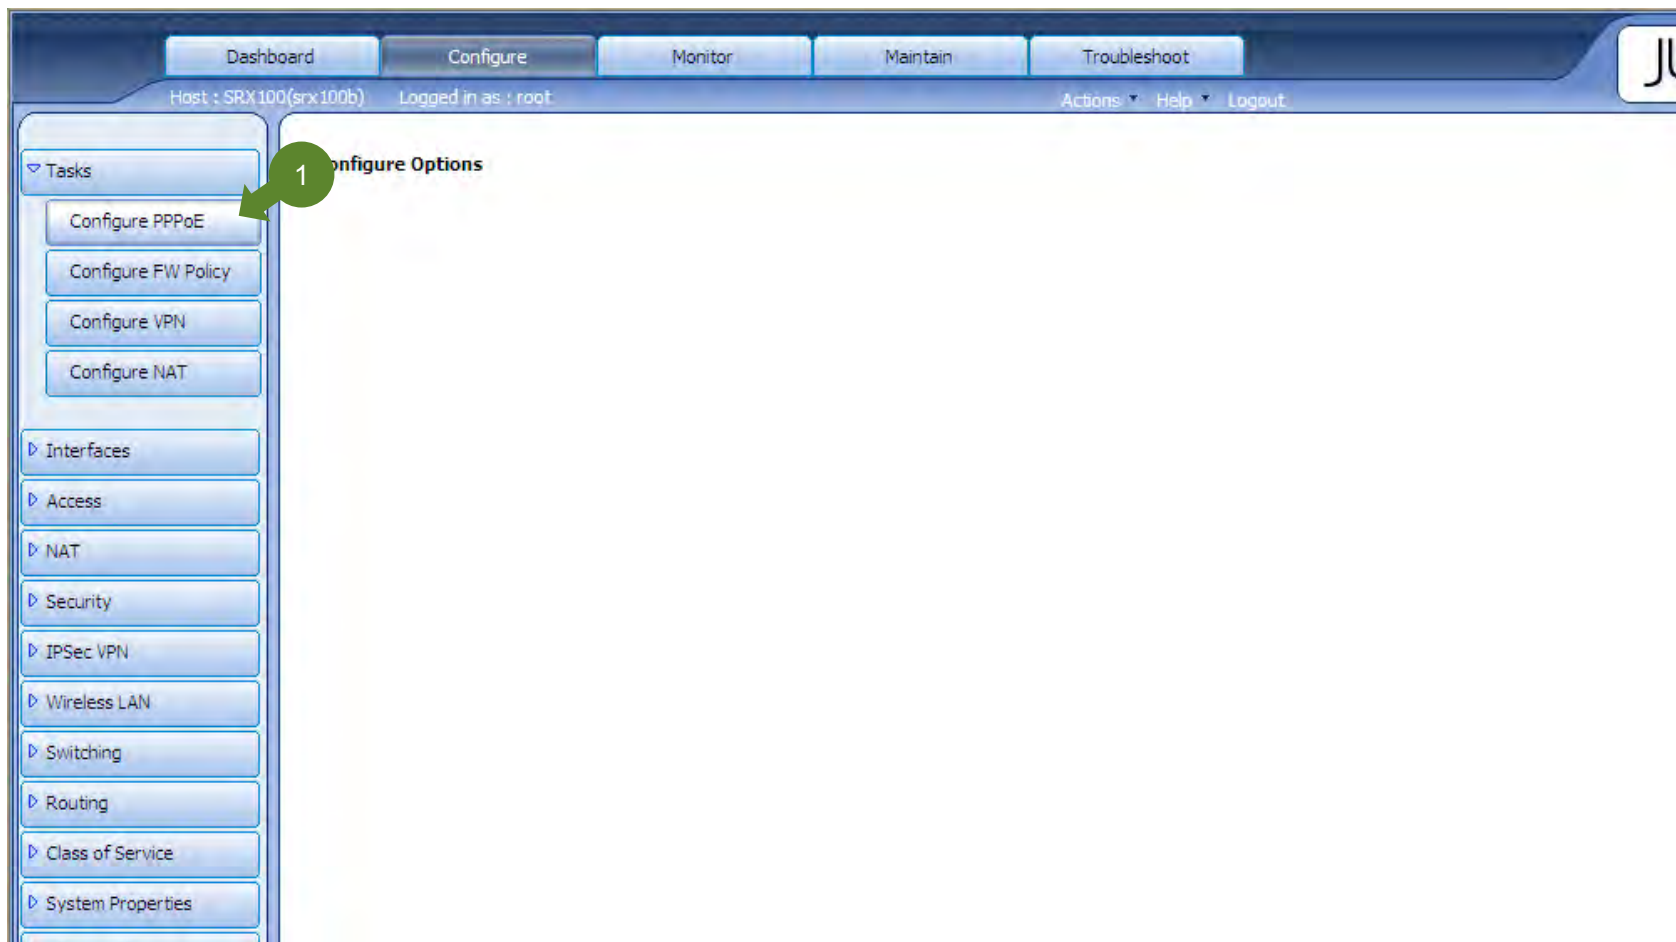 Dashboard Configure Monitor Maintain Troubleshoot
Host : SRX100(srx100b) Logged in as : root Actions Help Logout
Tasks
1
onfigure Options
Configure PPPoE
Configure FW Policy
Configure VPN
Configure NAT
Interfaces
Access
NAT
Security
IPSec VPN
Wireless LAN
Switching
Routing
Class of Service
System Properties